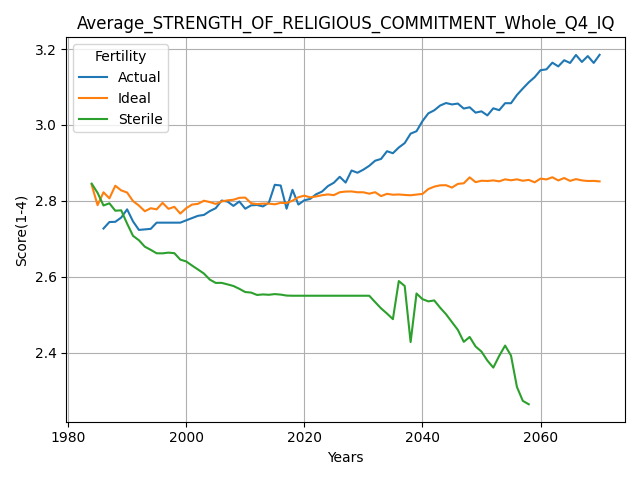 Average_STRENGTH_OF_RELIGIOUS_COMMITMENT_Whole_Q4_IQ
Fertility
Actual
Ideal
Sterile
Score(1-4)
3.2
3.0
2.8
2.6
2.4
1980 2000 2020 2040 2060
Years